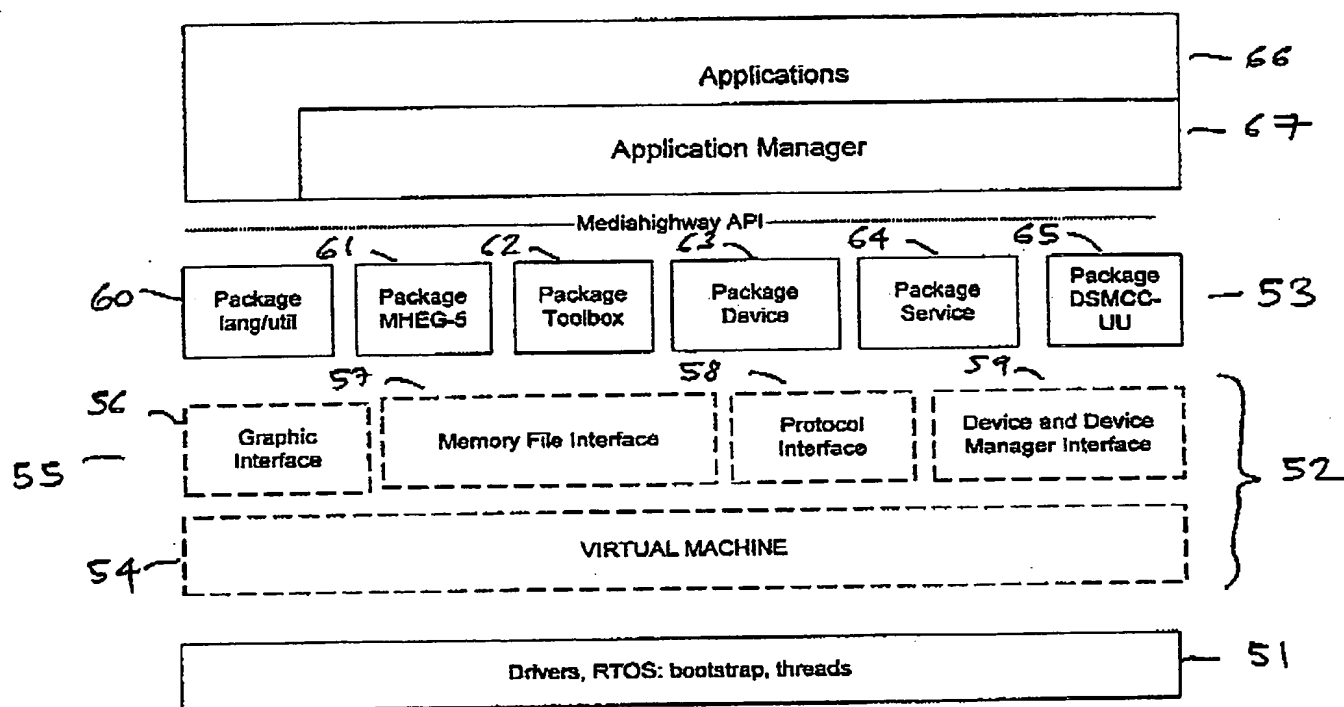 Applications
66
Application Manager
67
Mediahighway API
61
62
63
64
65
60
Package
lang/util
Package
MHEG-5
Package
Toolbox
Package
Device
Package
Service
Package
DSMCC-
UU
53
57
58
59
56
Graphic
Interface
Memory File Interface
Protocol
Interface
Device and Device
Manager Interface
55
52
VIRTUAL MACHINE
54
Drivers, RTOS: bootstrap, threads
51